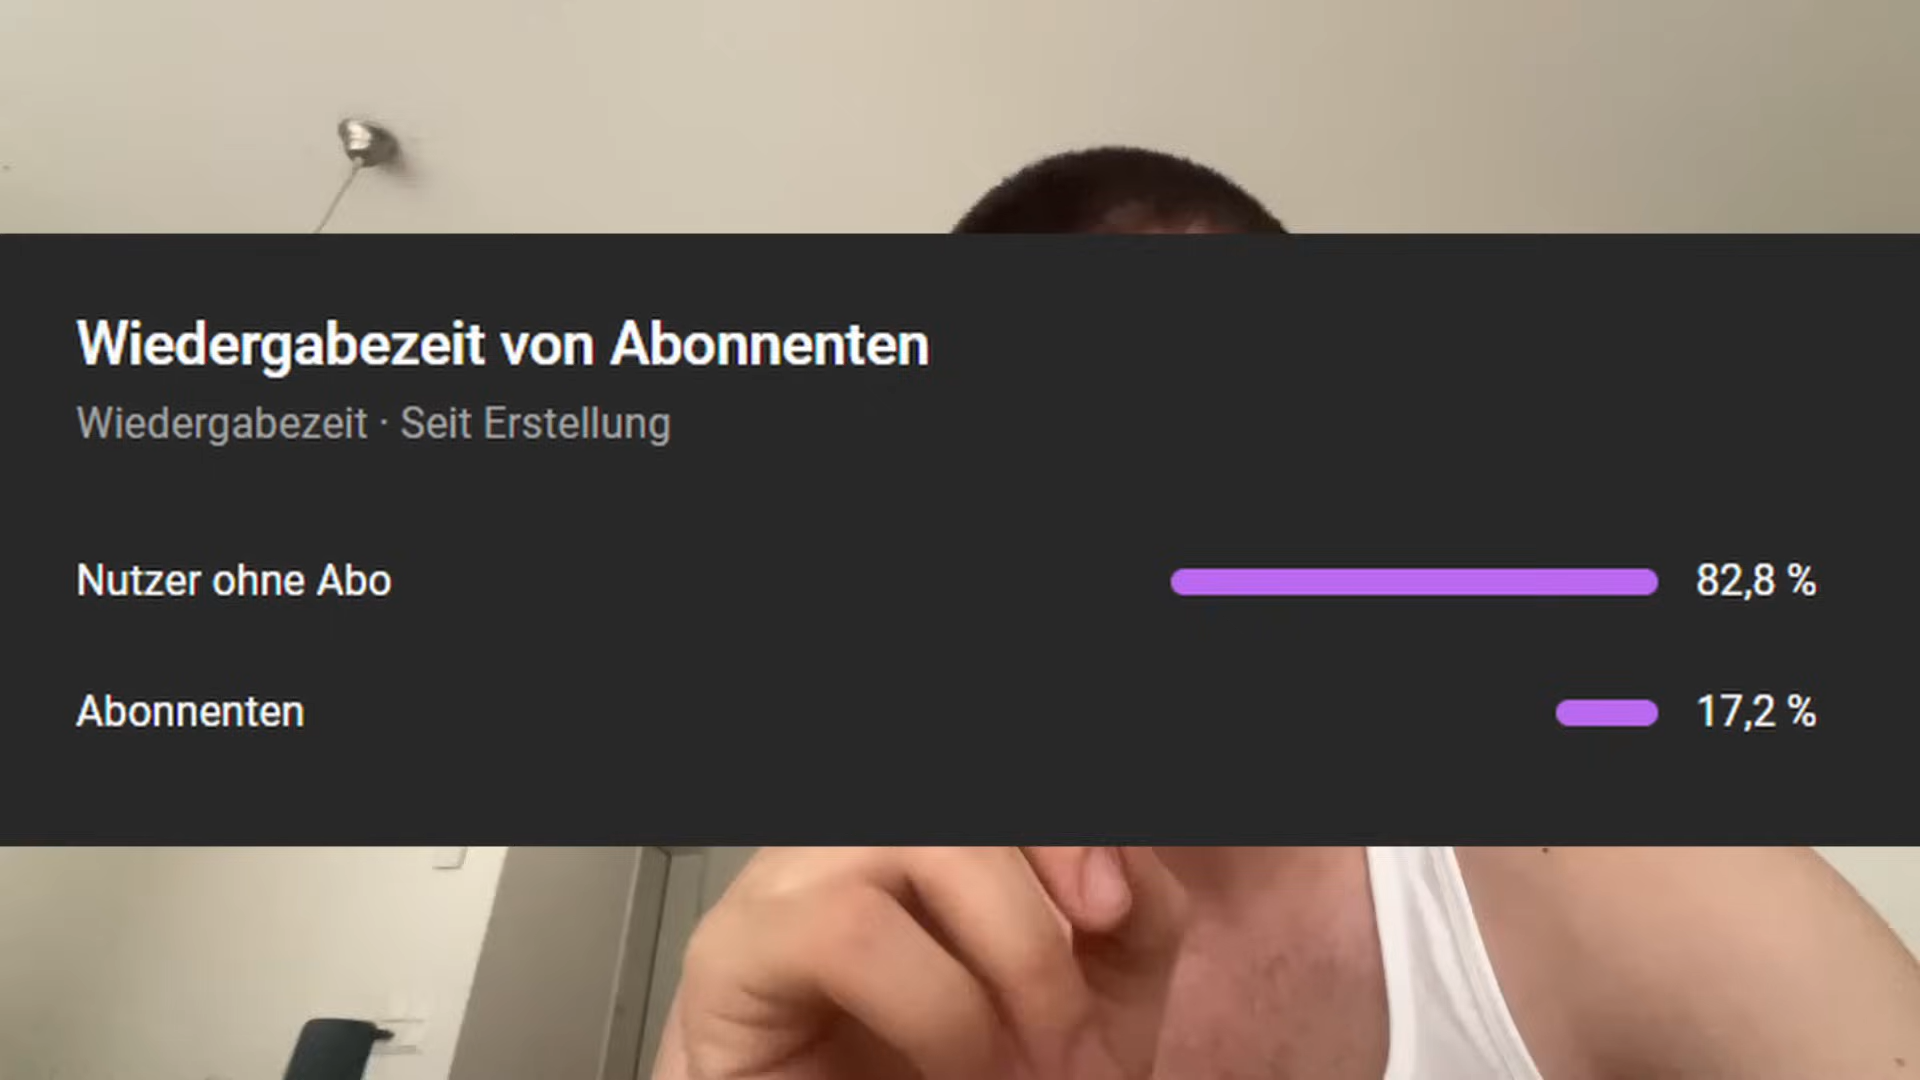 Wiedergabezeit von Abonnenten
Wiedergabezeit · Seit Erstellung
Nutzer ohne Abo 82,8 %
Abonnenten 17,2 %